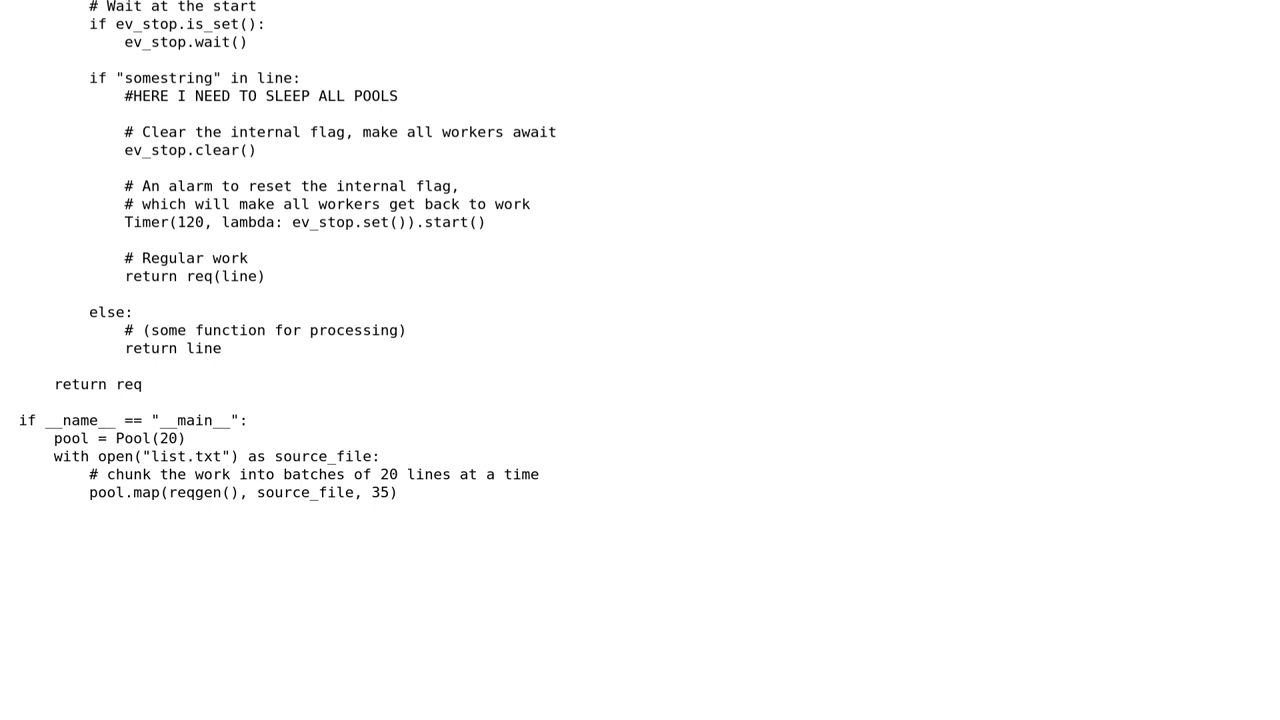 # Wait at the start
if ev_stop.is_set():
ev_stop.wait()
if "somestring" in line:
#HERE I NEED TO SLEEP ALL POOLS
# Clear the internal flag, make all workers await
ev_stop.clear()
# An alarm to reset the internal flag,
# which will make all workers get back to work
Timer(120, lambda: ev_stop.set()).start()
# Regular work
return req(line)
else:
# (some function for processing)
return line
return req
if __name__ == "__main__":
pool = Pool(20)
with open("list.txt") as source_file:
# chunk the work into batches of 20 lines at a time
pool.map(reqgen(), source_file, 35)